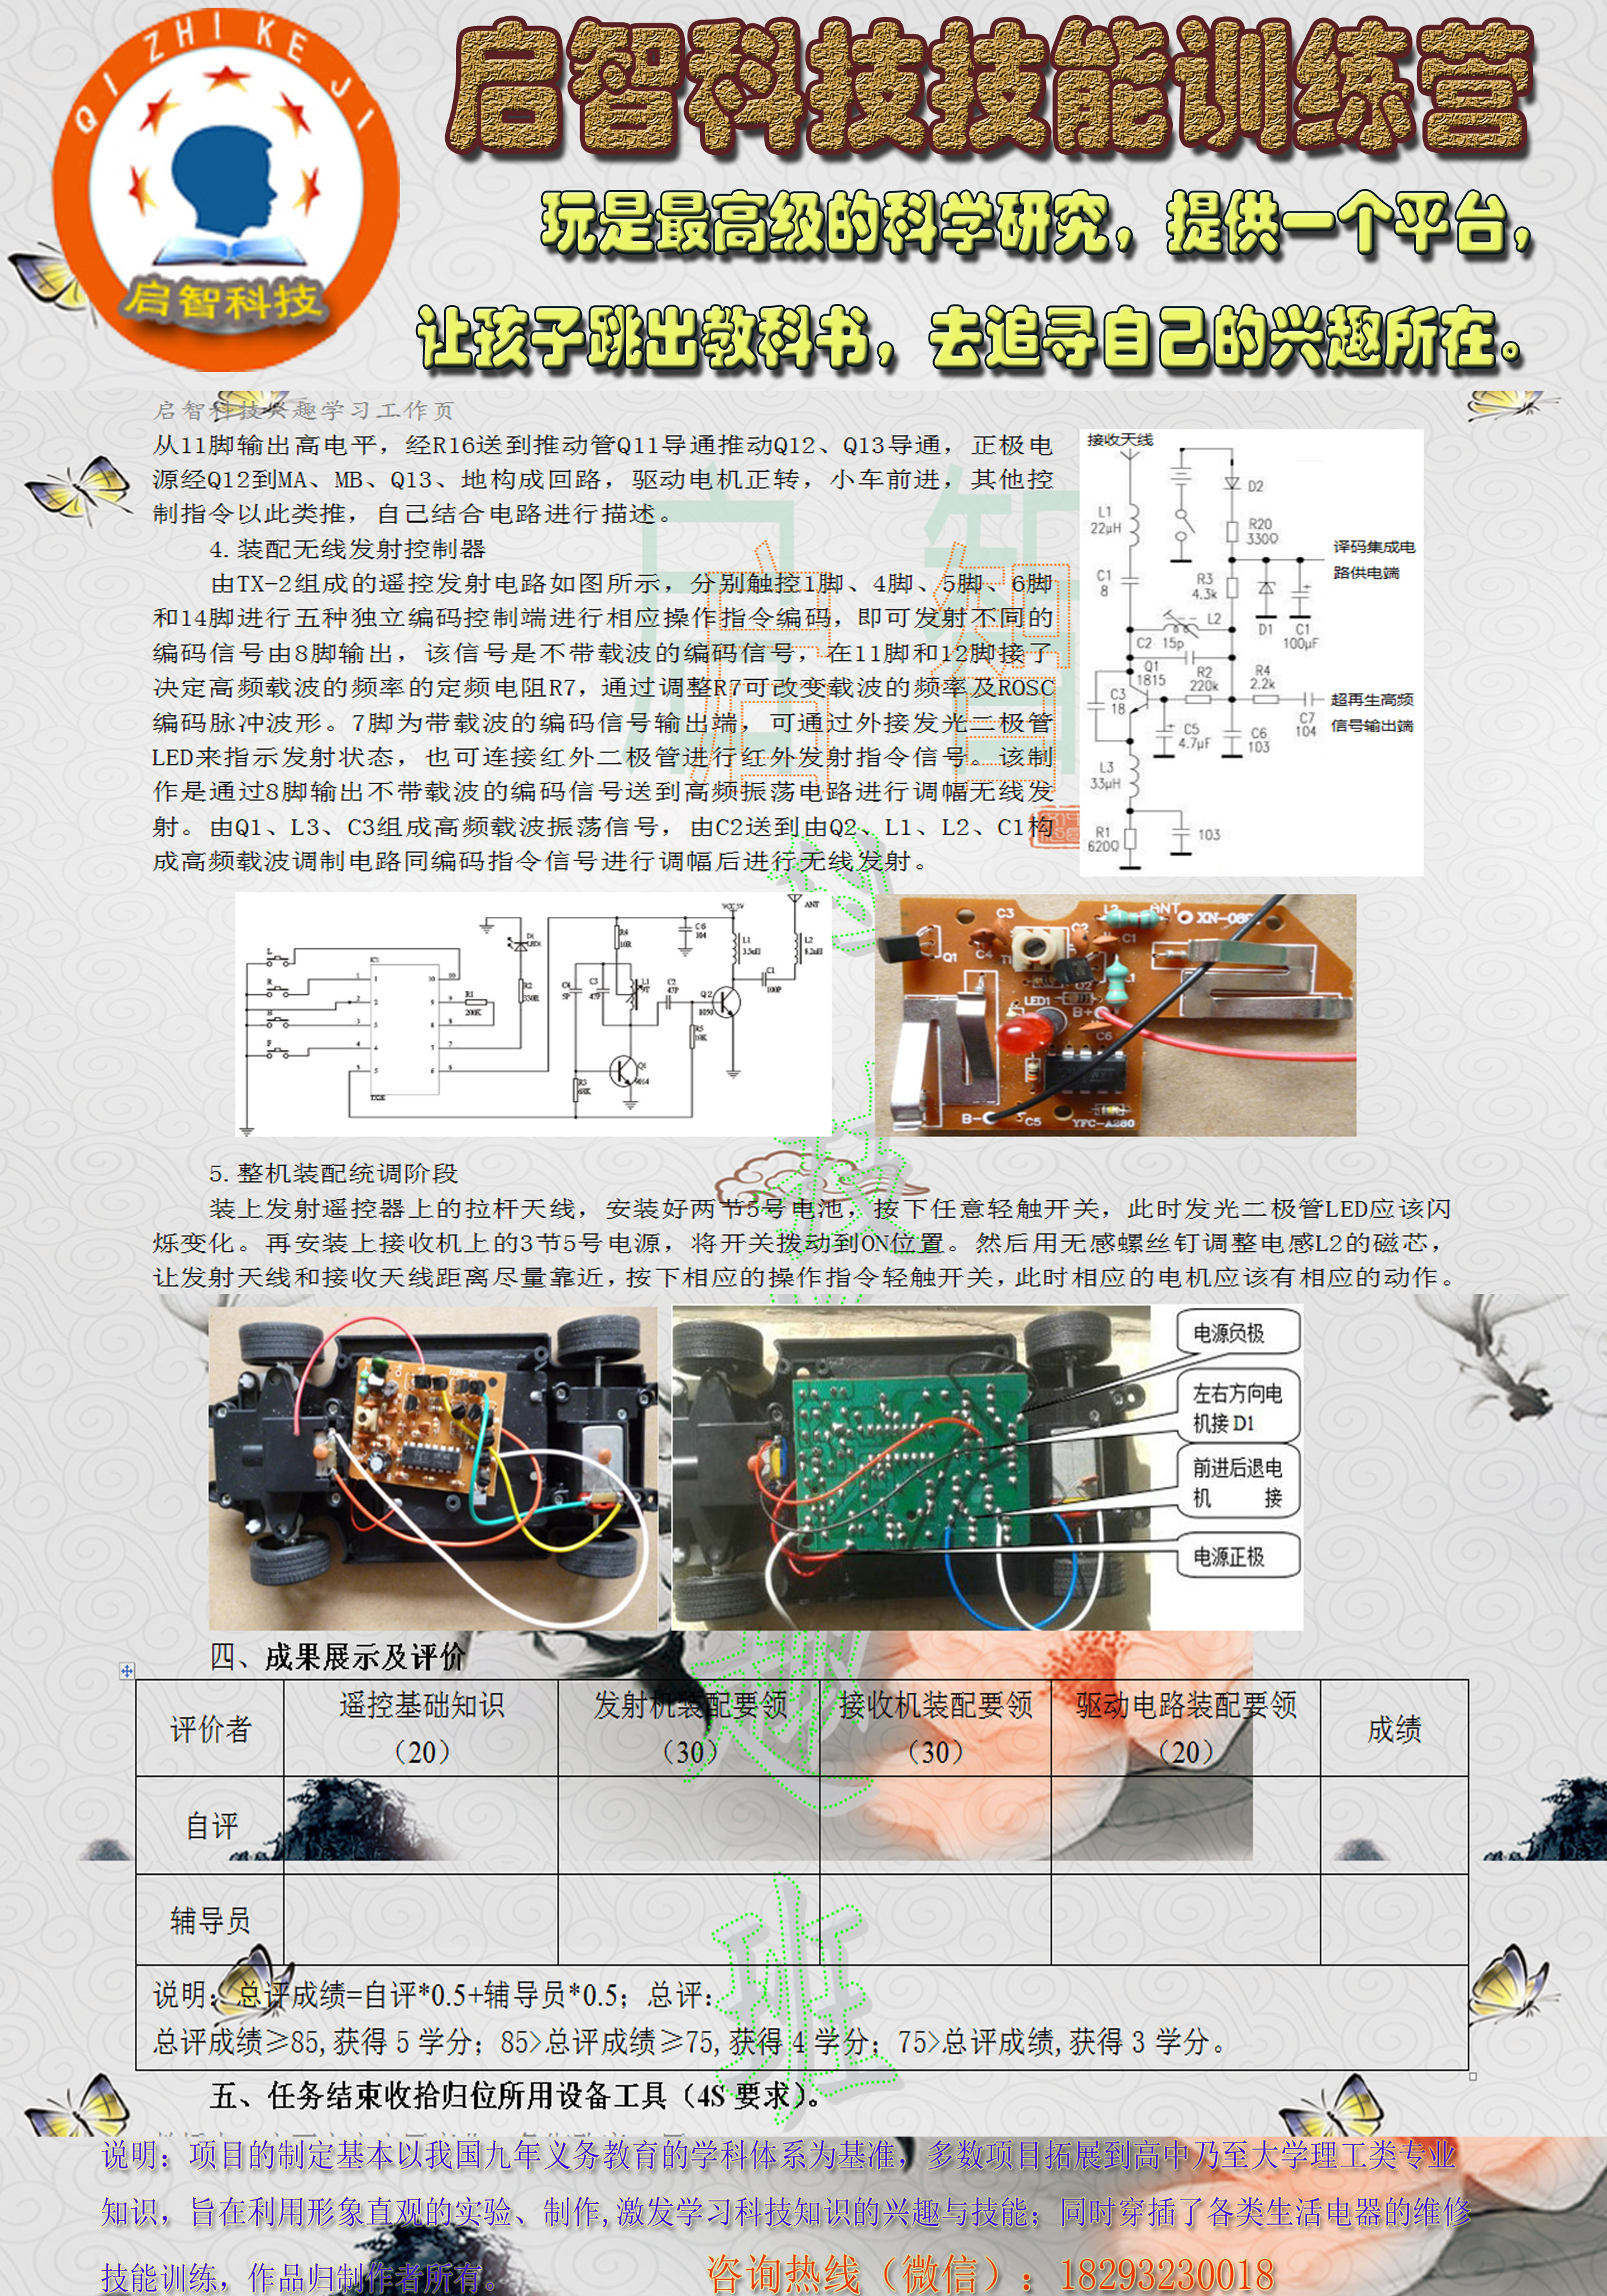 QI ZHI KE JI
启智科技
启智科技技能训练营
玩是最高级的科学研究，提供一个平台，
让孩子跳出教科书，去追寻自己的兴趣所在。
启智科技兴趣学习工作页
从11脚输出高电平，经R16送到推动管Q11导通推动Q12、Q13导通，正极电
源经Q12到MA、MB、Q13、地构成回路，驱动电机正转，小车前进，其他控
制指令以此类推，自己结合电路进行描述。
4.装配无线发射控制器
由TX-2组成的遥控发射电路如图所示，分别触控1脚、4脚、5脚、6脚
和14脚进行五种独立编码控制端进行相应操作指令编码，即可发射不同的
编码信号由8脚输出，该信号是不带载波的编码信号，在11脚和12脚接了
决定高频载波的频率的定频电阻R7，通过调整R7可改变载波的频率及ROSC
编码脉冲波形。7脚为带载波的编码信号输出端，可通过外接发光二极管
LED来指示发射状态，也可连接红外二极管进行红外发射指令信号。该制
作是通过8脚输出不带载波的编码信号送到高频振荡电路进行调幅无线发
射。由Q1、L3、C3组成高频载波振荡信号，由C2送到由Q2、L1、L2、C1构
成高频载波调制电路同编码指令信号进行调幅后进行无线发射。
接收天线
D2
L1
22μH
R20
330Ω
译码集成电
路供电端
C1
8
R3
4.3k
L2
D1
C1
100μF
C2 15p
Q1
1815
R2
220k
R4
2.2k
C3
18
超再生高频
信号输出端
C7
104
C5
4.7μF
C6
103
L3
33μH
R1
620Ω
103
ANT
C6
104
L1
L2
C1
100P
D1
R2
330R
R1
200K
C2
47P
Q2
R5
10K
Q1
R3
C3
L2
ANT
XN-08
C1
Q1
C4
L1
LED1
B+
C6
B-
C5
YFC-A280
5.整机装配统调阶段
装上发射遥控器上的拉杆天线，安装好两节5号电池，按下任意轻触开关，此时发光二极管LED应该闪
烁变化。再安装上接收机上的3节5号电源，将开关拨动到ON位置。然后用无感螺丝钉调整电感L2的磁芯，
让发射天线和接收天线距离尽量靠近，按下相应的操作指令轻触开关，此时相应的电机应该有相应的动作。
电源负极
左右方向电
机接 D1
前进后退电
机 接
电源正极
四、成果展示及评价
评价者 遥控基础知识（20） 发射机装配要领（30） 接收机装配要领（30） 驱动电路装配要领（20） 成绩
自评
辅导员
说明：总评成绩=自评*0.5+辅导员*0.5；总评：
总评成绩≥85,获得 5 学分；85>总评成绩≥75,获得 4 学分；75>总评成绩,获得 3 学分。
五、任务结束收拾归位所用设备工具（4S 要求）。
说明：项目的制定基本以我国九年义务教育的学科体系为基准，多数项目拓展到高中乃至大学理工类专业
知识，旨在利用形象直观的实验、制作,激发学习科技知识的兴趣与技能；同时穿插了各类生活电器的维修
技能训练，作品归制作者所有。
咨询热线（微信）：18293230018
启智科技兴趣班